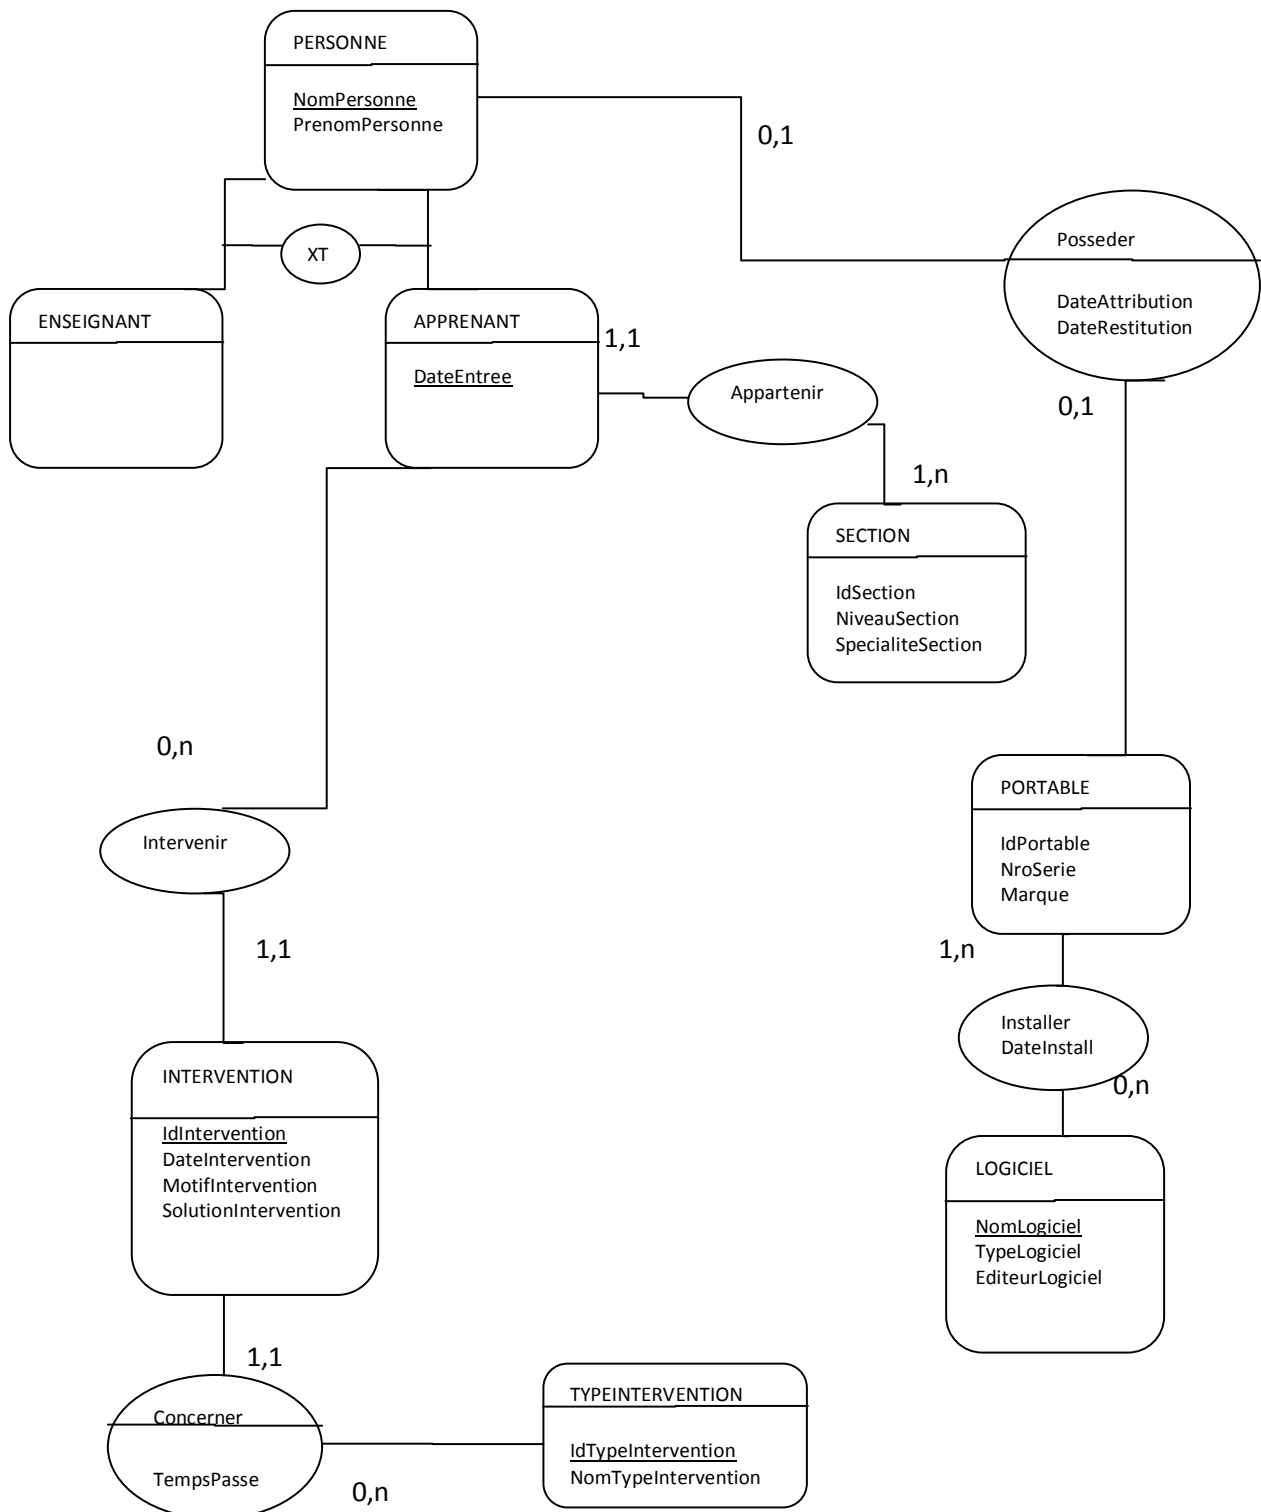 PERSONNE
NomPersonne
PrenomPersonne
0,1
Posseder
DateAttribution
DateRestitution
XT
ENSEIGNANT
APPRENANT
DateEntree
1,1
Appartenir
0,1
1,n
SECTION
IdSection
NiveauSection
SpecialiteSection
0,n
Intervenir
1,1
PORTABLE
IdPortable
NroSerie
Marque
1,n
Installer
DateInstall
0,n
INTERVENTION
IdIntervention
DateIntervention
MotifIntervention
SolutionIntervention
LOGICIEL
NomLogiciel
TypeLogiciel
EditeurLogiciel
1,1
Concerner
TempsPasse
0,n
TYPEINTERVENTION
IdTypeIntervention
NomTypeIntervention